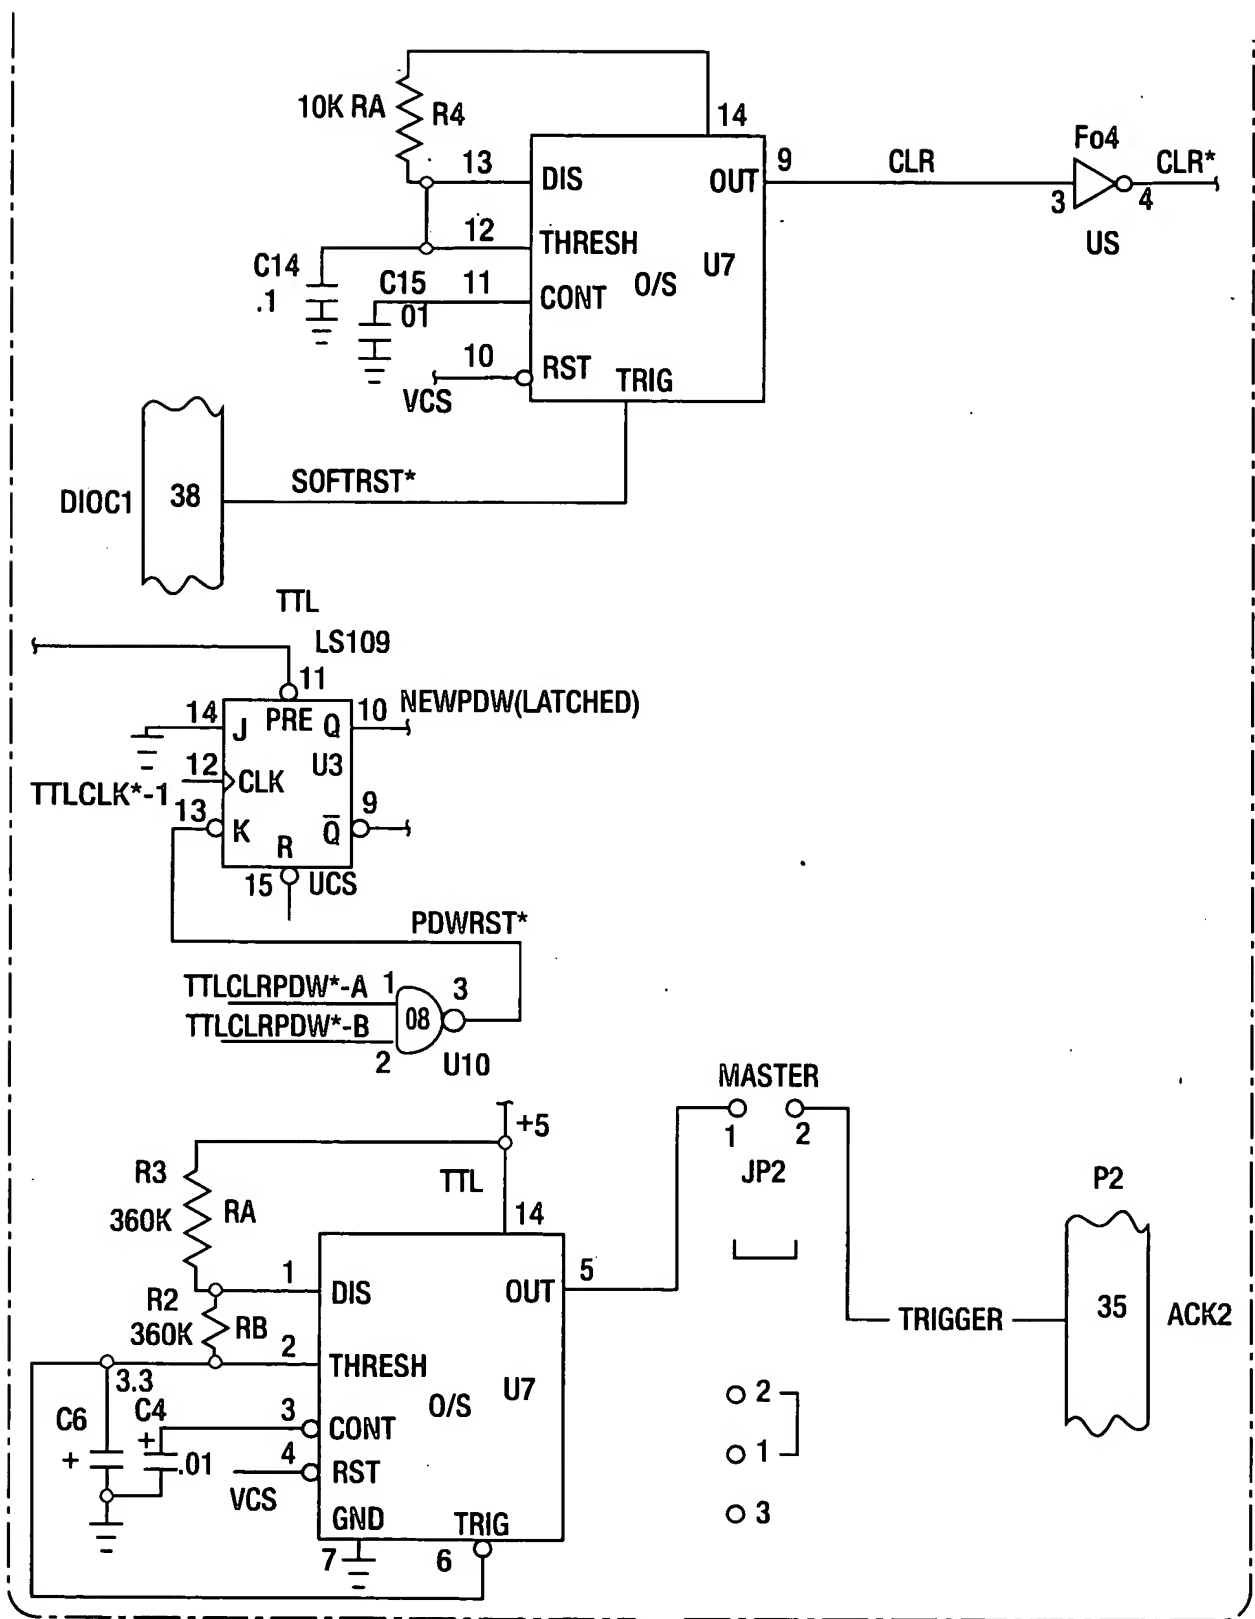 10K RA
R4
14
13
DIS
OUT
9
CLR
Fo4
CLR*
3
4
US
12
THRESH
U7
O/S
C14
.1
C15
01
11
CONT
10
RST
TRIG
VCS
DIOC1
38
SOFTRST*
TTL
LS109
11
NEWPDW(LATCHED)
14
J
PRE
Q
10
12
CLK
U3
TTLCLK*-1
13
K
Q̅
9
R
15
UCS
PDWRST*
TTLCLRPDW*-A
1
3
08
TTLCLRPDW*-B
2
U10
MASTER
1
2
JP2
+5
TTL
R3
360K
RA
14
P2
1
DIS
OUT
5
R2
360K
RB
2
THRESH
TRIGGER
35
ACK2
3.3
U7
O/S
C6
+
C4
+
.01
3
CONT
4
RST
VCS
GND
TRIG
7
6
2
1
3